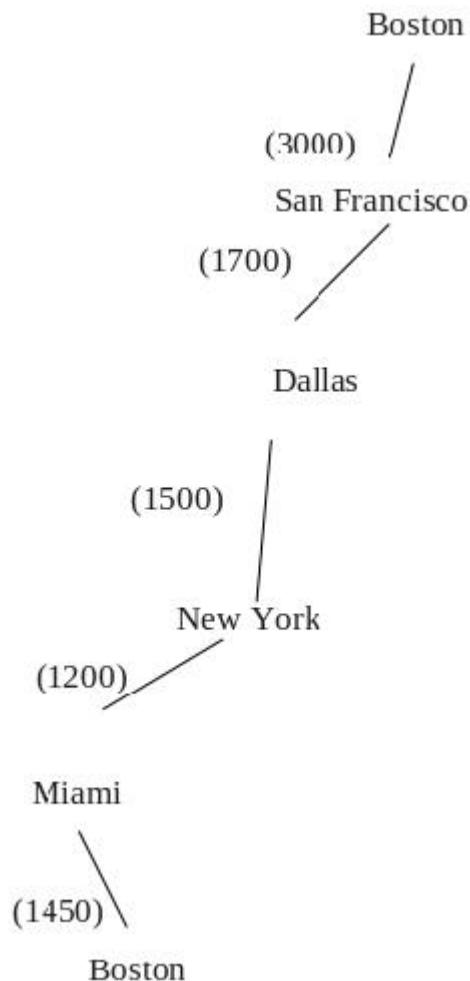 Boston
(3000)
San Francisco
(1700)
Dallas
(1500)
New York
(1200)
Miami
(1450)
Boston